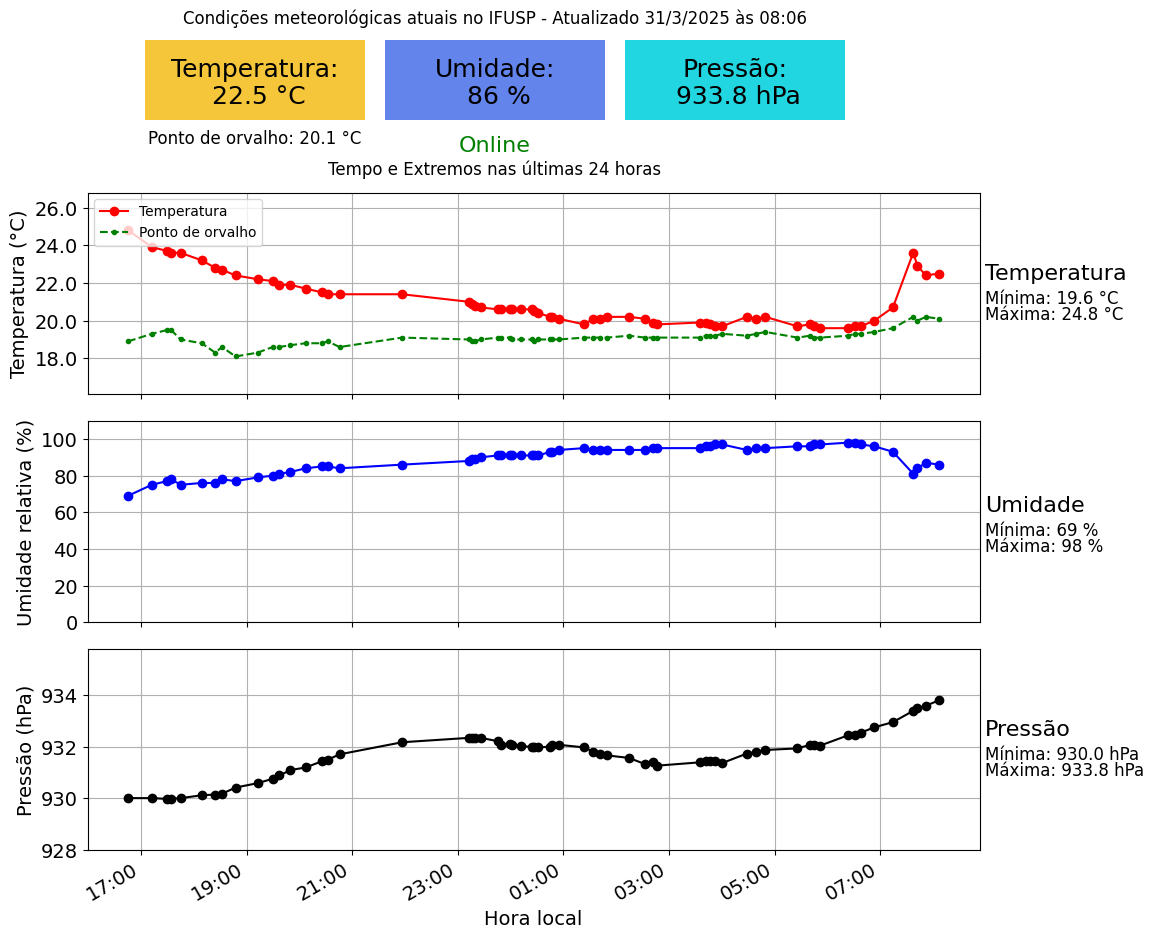 Condições meteorológicas atuais no IFUSP - Atualizado 31/3/2025 às 08:06
Temperatura:
22.5 °C
Umidade:
86 %
Pressão:
933.8 hPa
Ponto de orvalho: 20.1 °C
Online
Tempo e Extremos nas últimas 24 horas
Temperatura (°C)
26.0
24.0
22.0
20.0
18.0
Temperatura
Ponto de orvalho
Temperatura
Mínima: 19.6 °C
Máxima: 24.8 °C
Umidade relativa (%)
100
80
60
40
20
0
Umidade
Mínima: 69 %
Máxima: 98 %
Pressão (hPa)
934
932
930
928
Pressão
Mínima: 930.0 hPa
Máxima: 933.8 hPa
17:00
19:00
21:00
23:00
01:00
03:00
05:00
07:00
Hora local